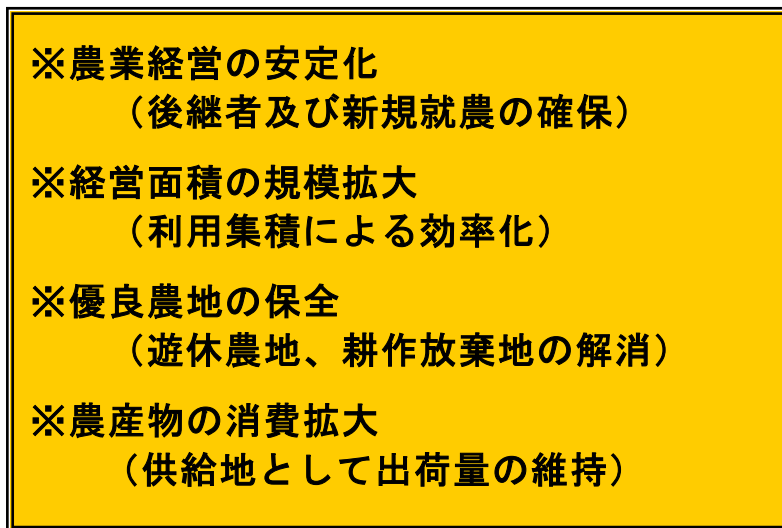 ※農業経営の安定化
（後継者及び新規就農の確保）
※経営面積の規模拡大
（利用集積による効率化）
※優良農地の保全
（遊休農地、耕作放棄地の解消）
※農産物の消費拡大
（供給地として出荷量の維持）